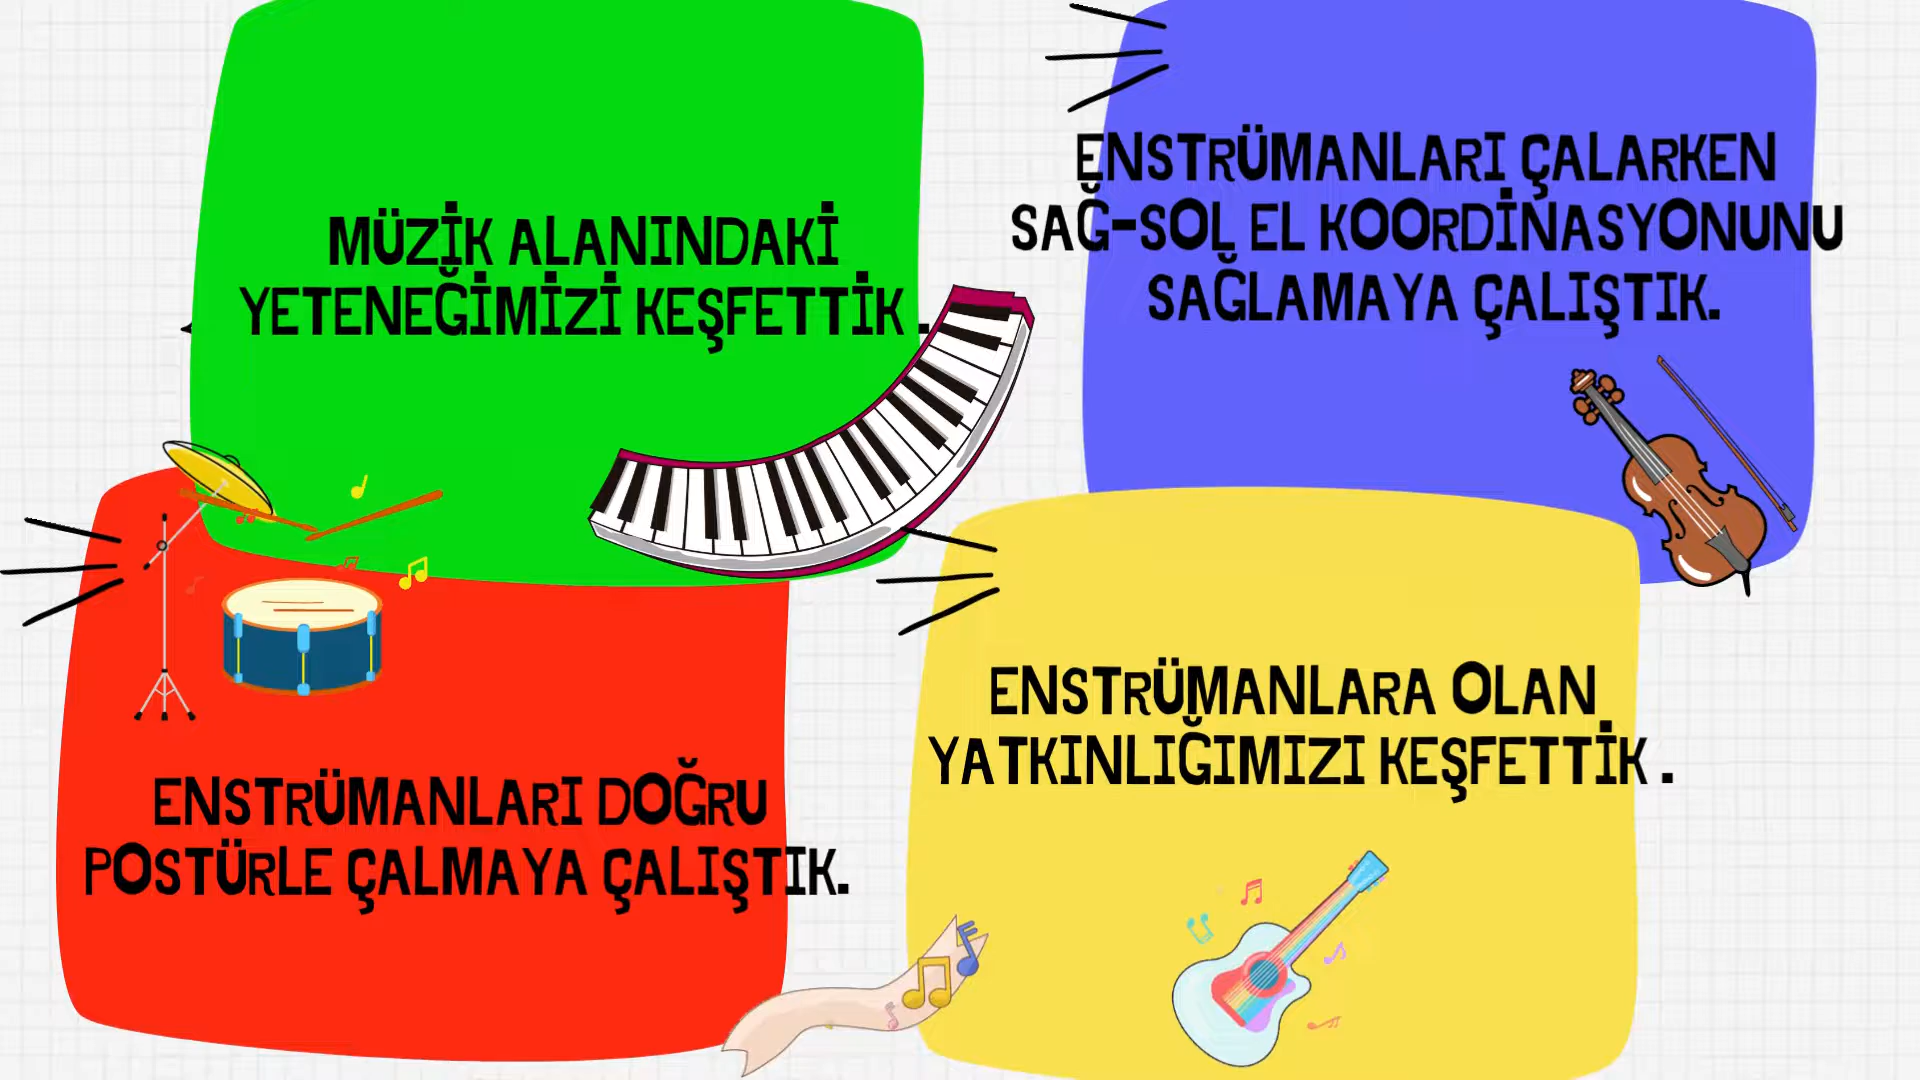 MÜZİK ALANINDAKİ
YETENEĞİMİZİ KEŞFETTİK .
ENSTRÜMANLARI ÇALARKEN
SAĞ-SOL EL KOORDİNASYONUNU
SAĞLAMAYA ÇALIŞTIK.
ENSTRÜMANLARI DOĞRU
POSTÜRLE ÇALMAYA ÇALIŞTIK.
ENSTRÜMANLARA OLAN
YATKINLIĞIMIZI KEŞFETTİK .